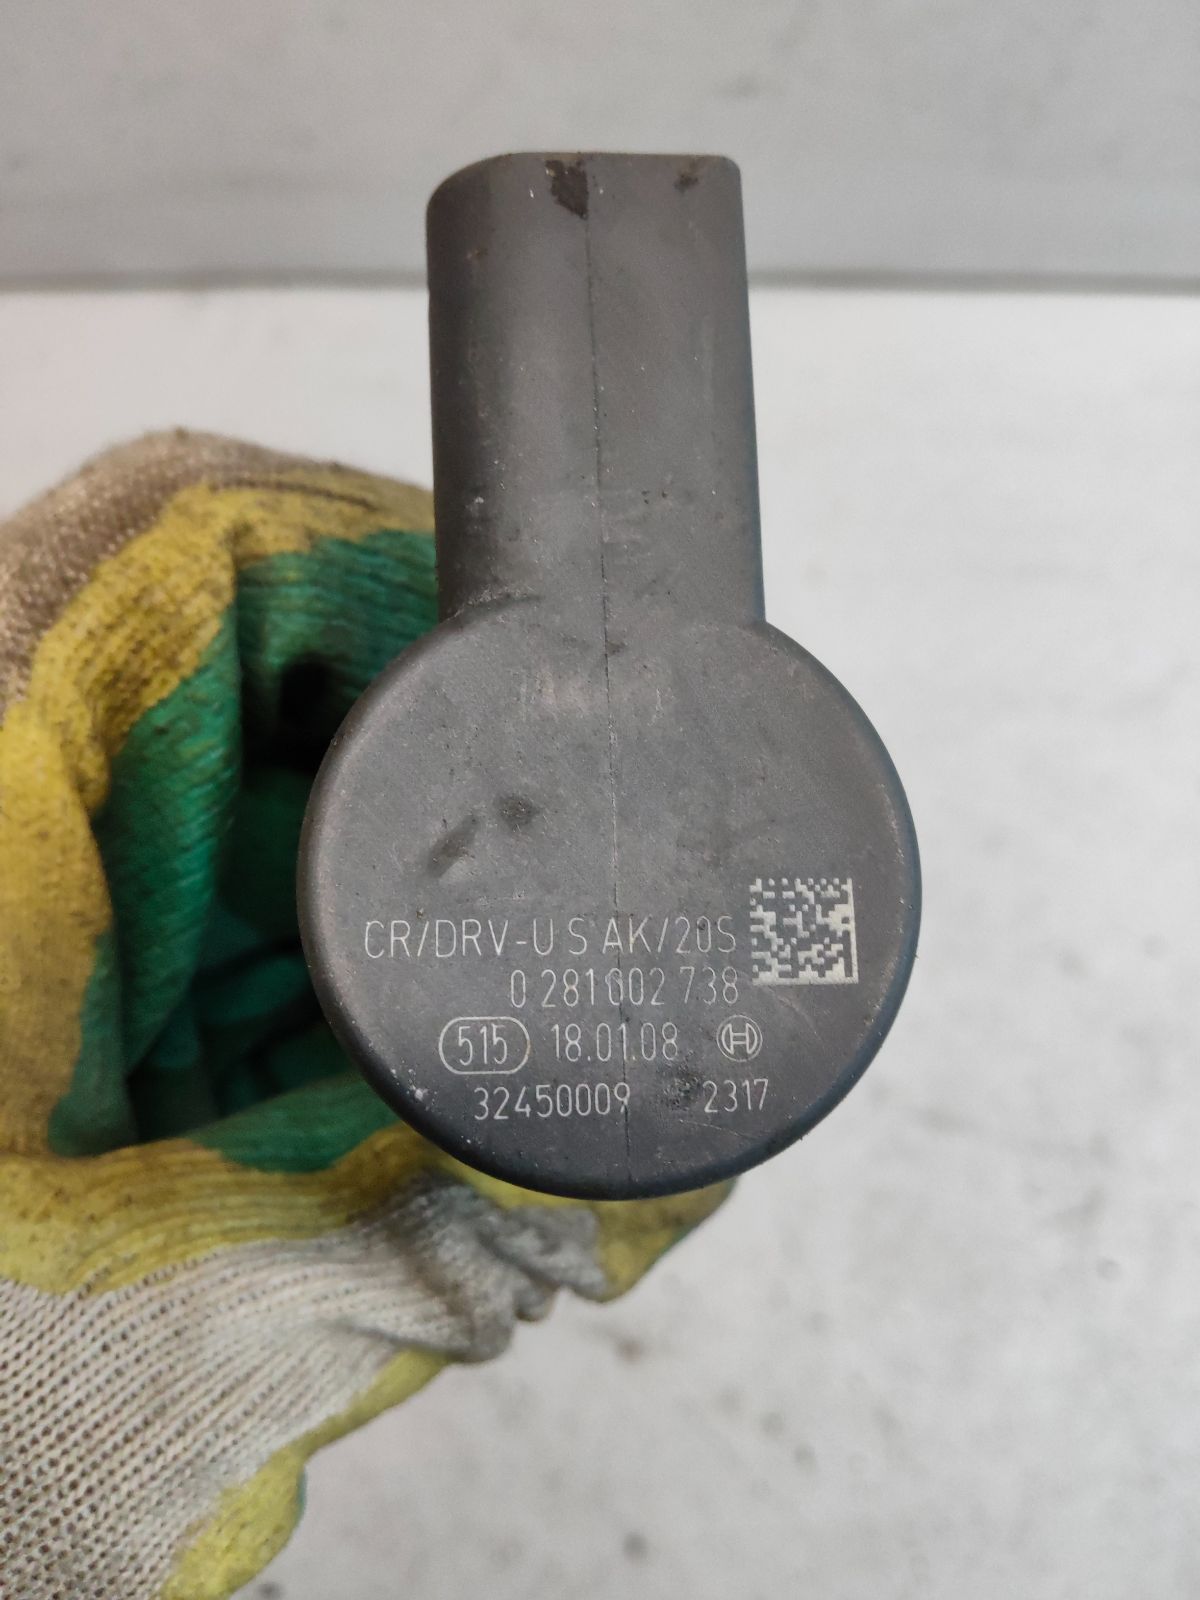 CR/DRV-U S AK/20S
0 281 002 738
515 18.01.08
32450009 2317